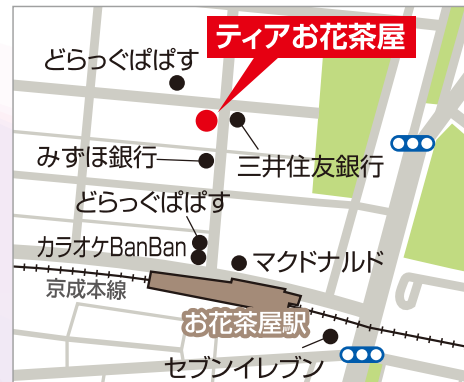 ティアお花茶屋
どらっぐぱぱす
みずほ銀行
三井住友銀行
どらっぐぱぱす
カラオケBanBan
マクドナルド
京成本線
お花茶屋駅
セブンイレブン